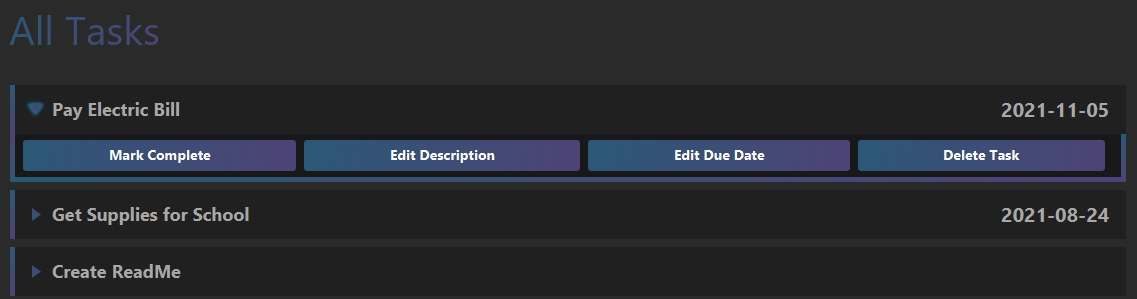 All Tasks
Pay Electric Bill 2021-11-05
Mark Complete Edit Description Edit Due Date Delete Task
Get Supplies for School 2021-08-24
Create ReadMe